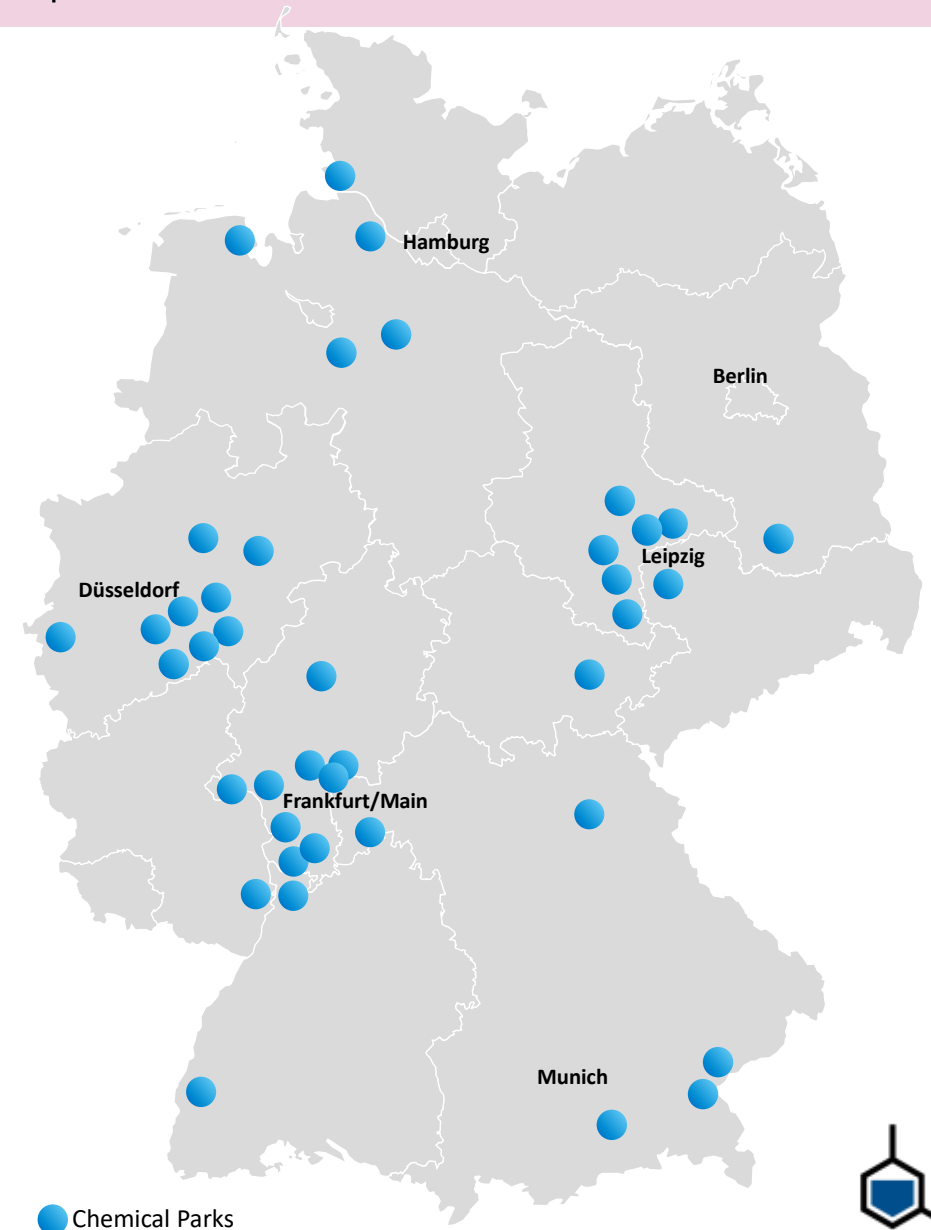 Hamburg
Berlin
Leipzig
Düsseldorf
Frankfurt/Main
Munich
Chemical Parks